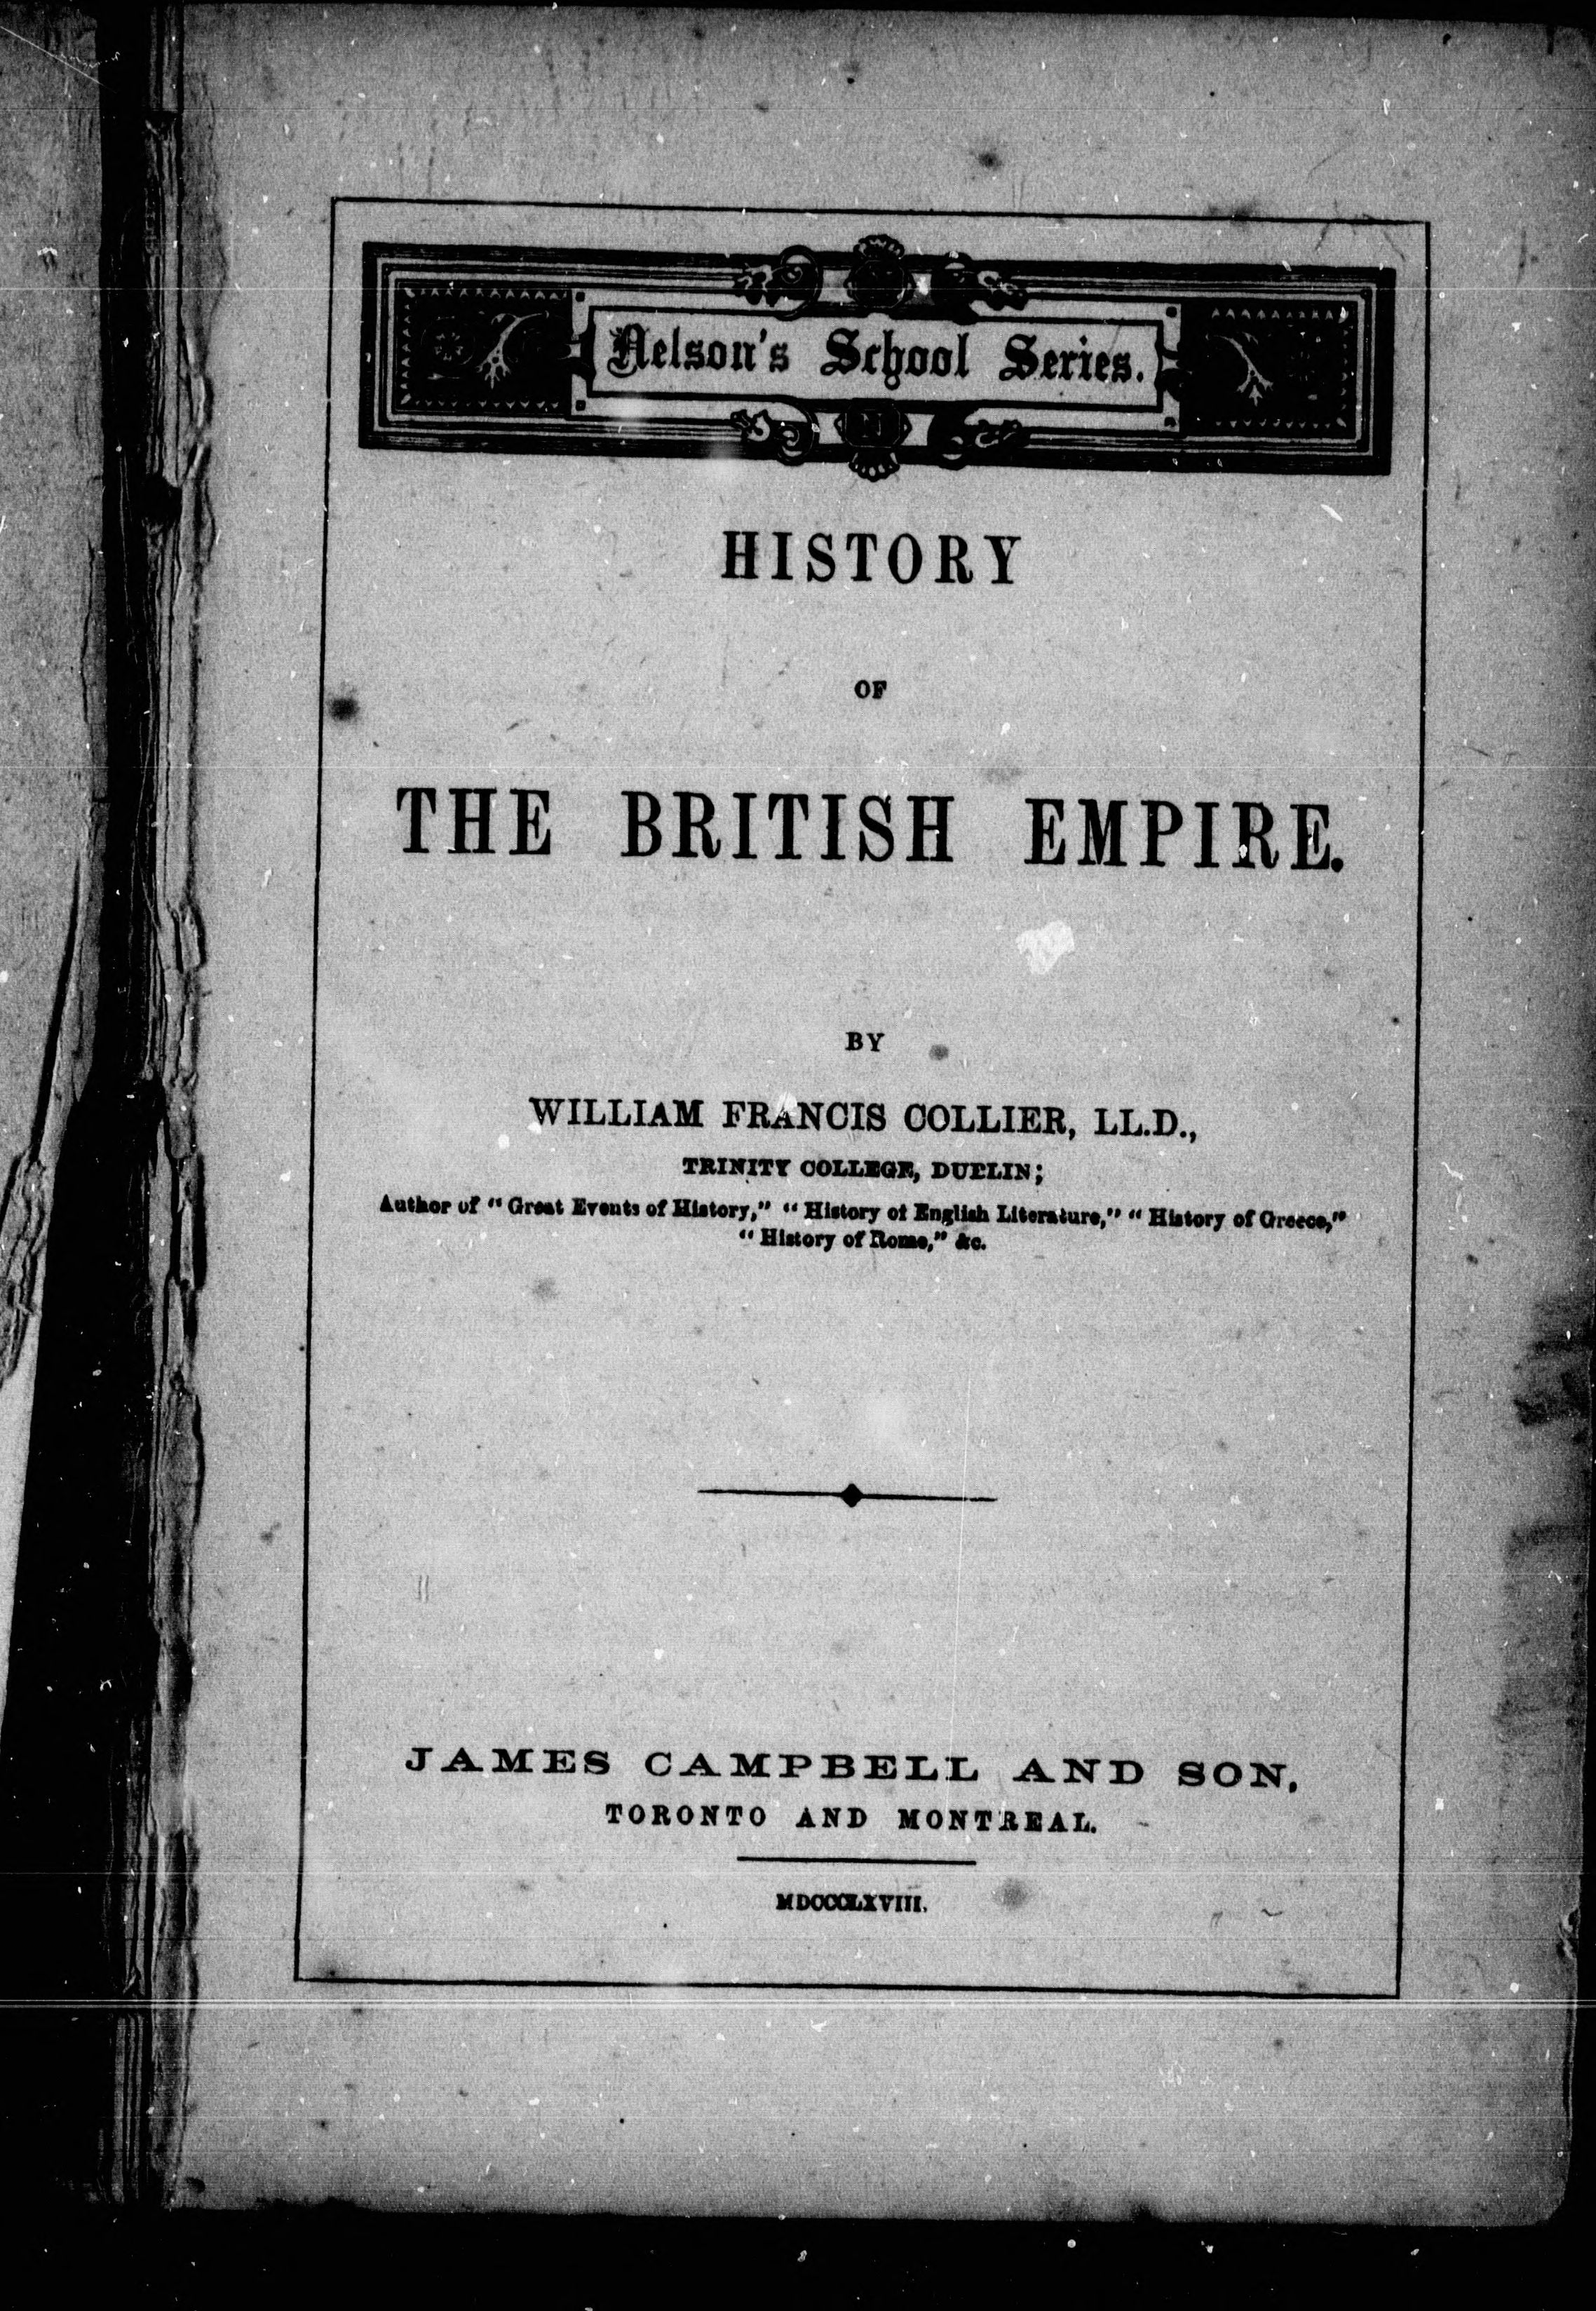 Nelson's School Series.
HISTORY
OF
THE BRITISH EMPIRE.
BY
WILLIAM FRANCIS COLLIER, LL.D.,
TRINITY COLLEGE, DUBLIN;
Author of "Great Events of History," "History of English Literature," "History of Greece,"
"History of Rome," &c.
JAMES CAMPBELL AND SON,
TORONTO AND MONTREAL.
MDCCCLXVIII.